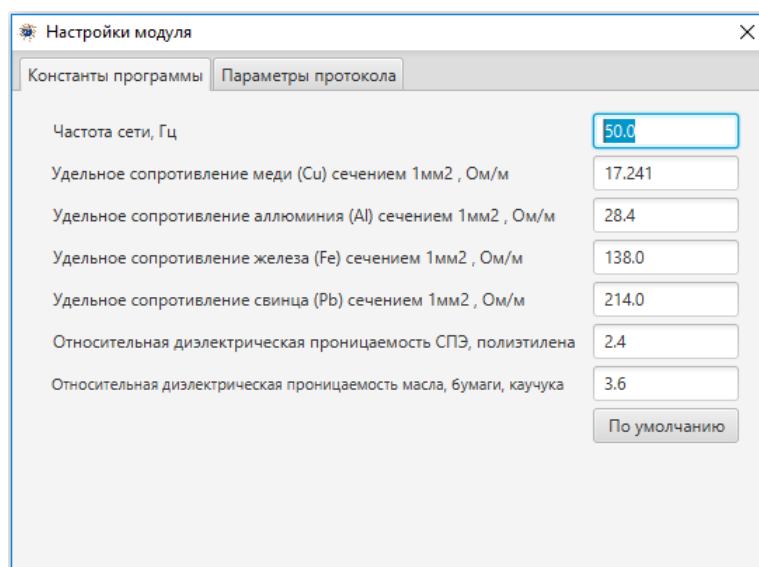 Настройки модуля
Константы программы Параметры протокола
Частота сети, Гц 50.0
Удельное сопротивление меди (Cu) сечением 1мм2 , Ом/м 17.241
Удельное сопротивление аллюминия (Al) сечением 1мм2 , Ом/м 28.4
Удельное сопротивление железа (Fe) сечением 1мм2 , Ом/м 138.0
Удельное сопротивление свинца (Pb) сечением 1мм2 , Ом/м 214.0
Относительная диэлектрическая проницаемость СПЭ, полиэтилена 2.4
Относительная диэлектрическая проницаемость масла, бумаги, каучука 3.6
По умолчанию